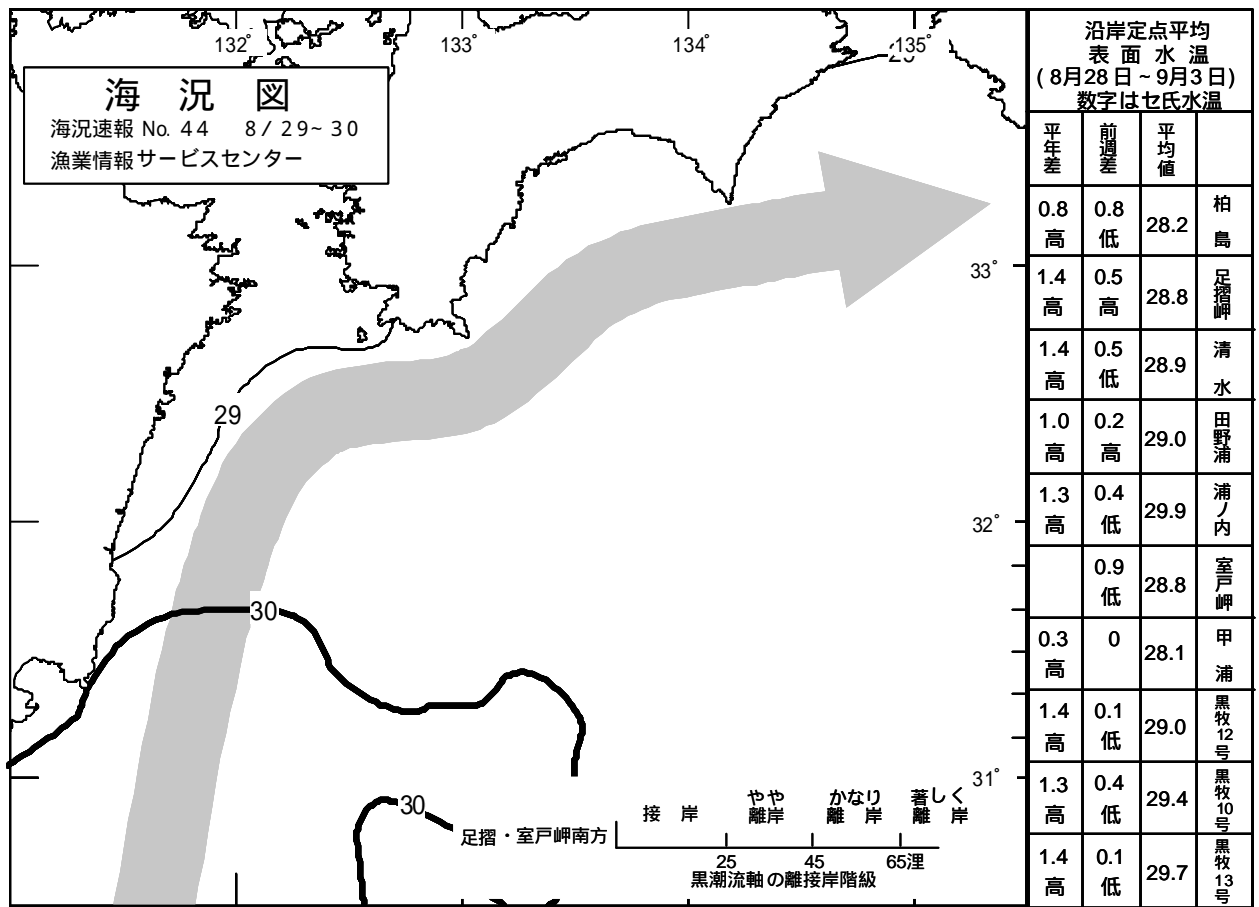 132°
133°
134°
135°
25
海 況 図
海況速報 No. 44 8/29~30
漁業情報サービスセンター
33°
29
32°
30
31°
30
足摺・室戸岬南方
接 岸
やや離岸
かなり離 岸
著しく離 岸
25 45 65浬
黒潮流軸の離接岸階級
沿岸定点平均
表 面 水 温
(8月28日~9月3日)
数字はセ氏水温
平年差 前週差 平均値
0.8高 0.8低 28.2 柏島
1.4高 0.5高 28.8 足摺岬
1.4高 0.5低 28.9 清水
1.0高 0.2高 29.0 田野浦
1.3高 0.4低 29.9 浦ノ内
0.9低 28.8 室戸岬
0.3高 0 28.1 甲浦
1.4高 0.1低 29.0 黒牧12号
1.3高 0.4低 29.4 黒牧10号
1.4高 0.1低 29.7 黒牧13号